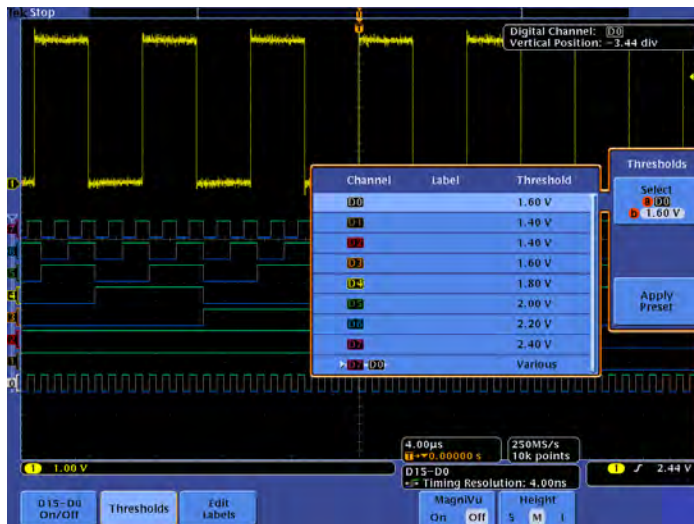 Tek Stop
Digital Channel: D0
Vertical Position: −3.44 div
Channel Label Threshold
D0 1.60 V
D1 1.40 V
D2 1.40 V
D3 1.60 V
D4 1.80 V
D5 2.00 V
D6 2.20 V
D7 2.40 V
D7-D0 Various
Thresholds
Select
a D0
b 1.60 V
Apply
Preset
4.00µs
T→▼0.00000 s
250MS/s
10k points
1 1.00 V
D15-D0
Timing Resolution: 4.00ns
1 2.44 V
D15-D0
On/Off
Thresholds
Edit
Labels
MagniVu
On Off
Height
S M